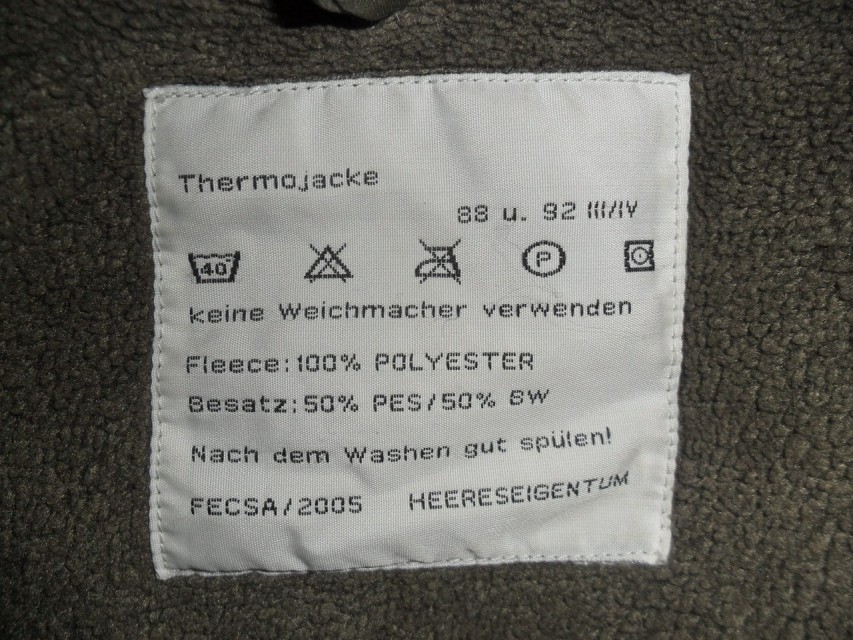 Thermojacke
88 u. 92 III/IV
40° P
keine Weichmacher verwenden
Fleece:100% POLYESTER
Besatz:50% PES/50% BW
Nach dem Washen gut spülen!
FECSA/2005 HEERESEIGENTUM